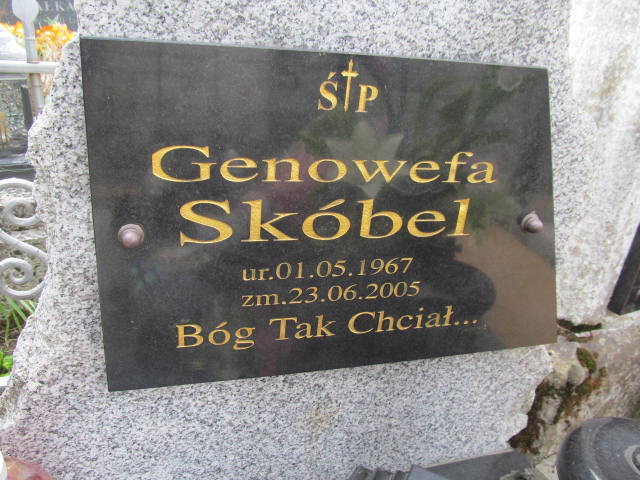 Ś†P
Genowefa
Skóbel
ur.01.05.1967
zm.23.06.2005
Bóg Tak Chciał...